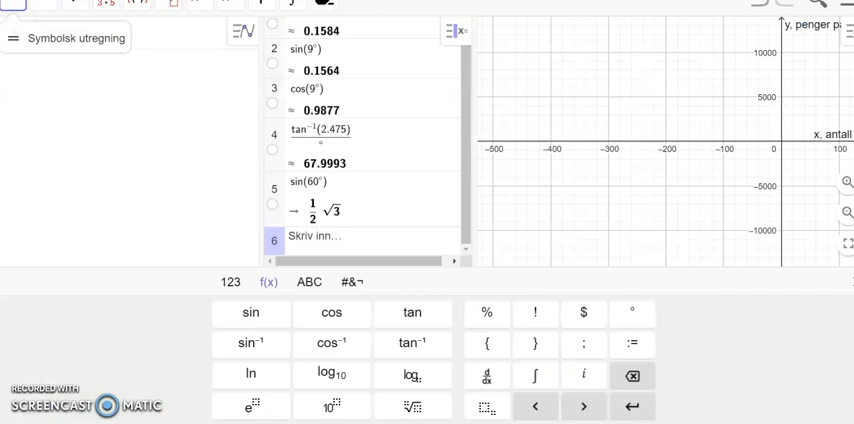 Symbolsk utregning
≈ 0.1584
2 sin(9°)
≈ 0.1564
3 cos(9°)
≈ 0.9877
4 tan⁻¹(2.475)
°
≈ 67.9993
5 sin(60°)
→ 1/2 √3
6 Skriv inn...
y, penger p
10000
5000
x, antall
−500 −400 −300 −200 −100 0 100
−5000
−10000
123 f(x) ABC #&¬
sin cos tan % ! $ °
sin⁻¹ cos⁻¹ tan⁻¹ { } ; :=
ln log₁₀ log d/dx ∫ i
e 10 √ < >
RECORDED WITH
SCREENCAST MATIC